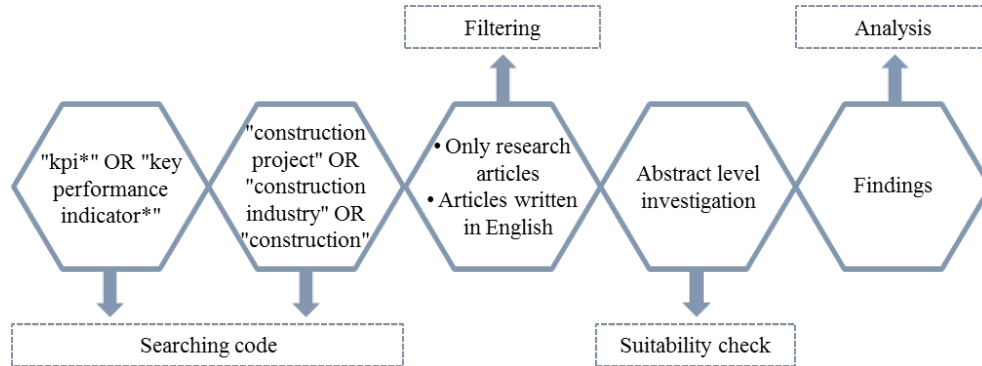 Filtering
Analysis
"kpi*" OR "key
performance
indicator*"
"construction
project" OR
"construction
industry" OR
"construction"
• Only research
articles
• Articles written
in English
Abstract level
investigation
Findings
Searching code
Suitability check